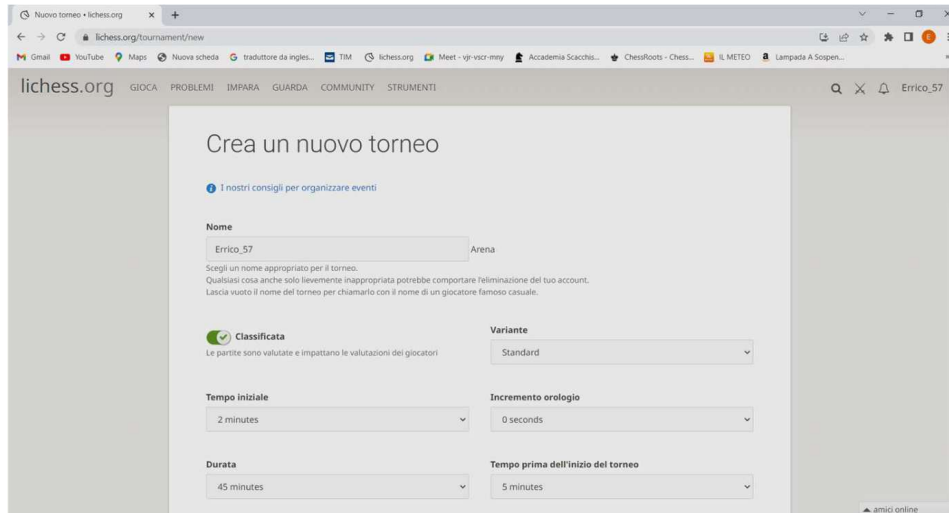 Nuovo torneo • lichess.org
lichess.org/tournament/new
Gmail YouTube Maps Nuova scheda traduttore da ingles... TIM lichess.org Meet - vjr-vscr-mny Accademia Scacchis... ChessRoots - Chess... IL METEO Lampada A Sospen...
lichess.org GIOCA PROBLEMI IMPARA GUARDA COMMUNITY STRUMENTI Errico_57
Crea un nuovo torneo
I nostri consigli per organizzare eventi
Nome
Errico_57 Arena
Scegli un nome appropriato per il torneo.
Qualsiasi cosa anche solo lievemente inappropriata potrebbe comportare l'eliminazione del tuo account.
Lascia vuoto il nome del torneo per chiamarlo con il nome di un giocatore famoso casuale.
Classificata Variante
Le partite sono valutate e impattano le valutazioni dei giocatori Standard
Tempo iniziale Incremento orologio
2 minutes 0 seconds
Durata Tempo prima dell'inizio del torneo
45 minutes 5 minutes
amici online